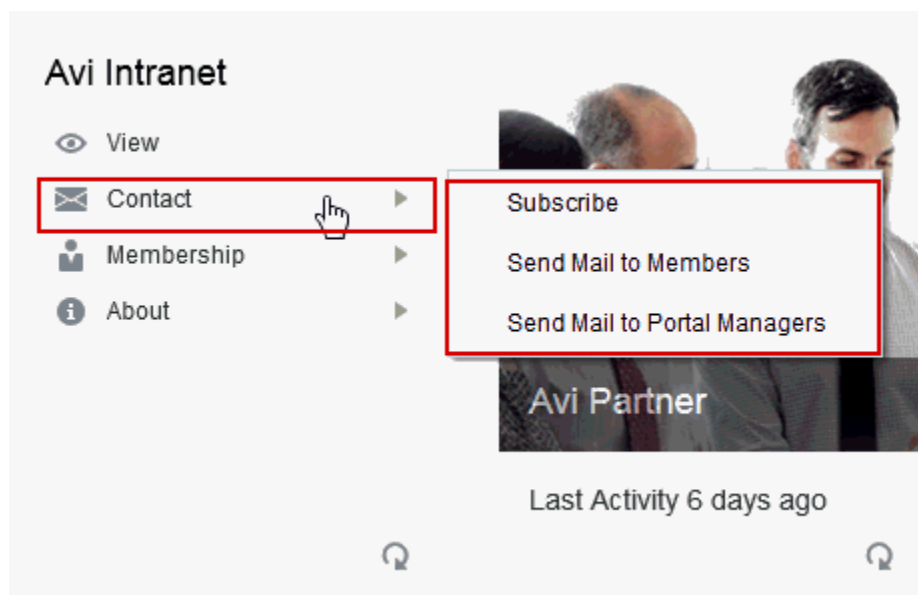 Avi Intranet
View
Contact
Membership
About
Subscribe
Send Mail to Members
Send Mail to Portal Managers
Avi Partner
Last Activity 6 days ago